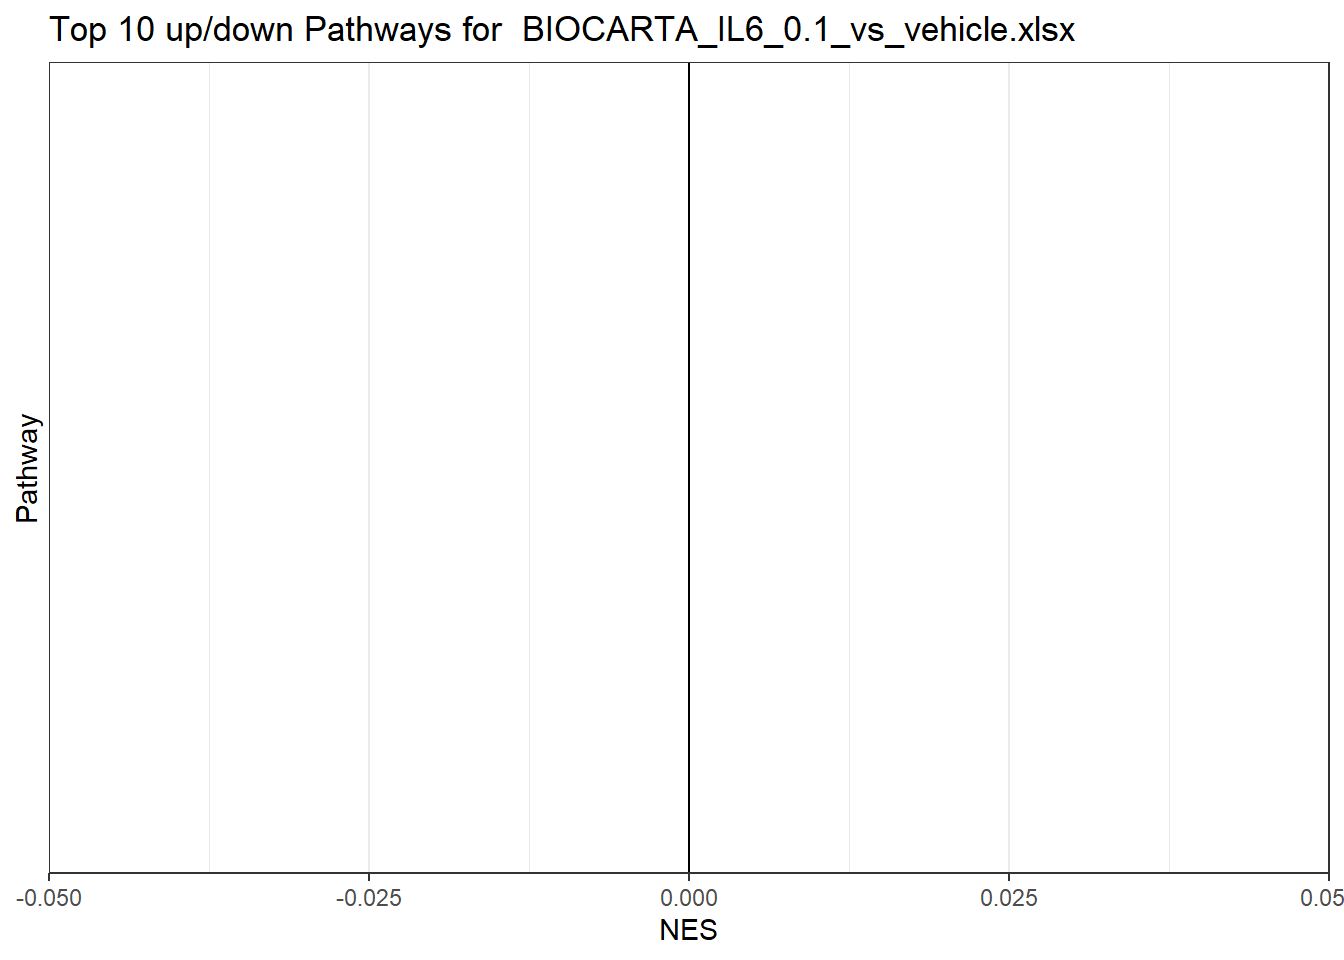 Top 10 up/down Pathways for  BIOCARTA_IL6_0.1_vs_vehicle.xlsx
Pathway
-0.050 -0.025 0.000 0.025 0.05
NES